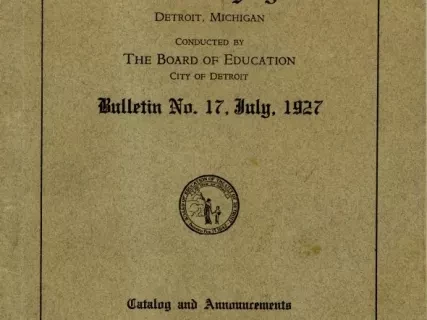 DETROIT, MICHIGAN
CONDUCTED BY
THE BOARD OF EDUCATION
CITY OF DETROIT
Bulletin No. 17, July, 1927
Catalog and Announcements